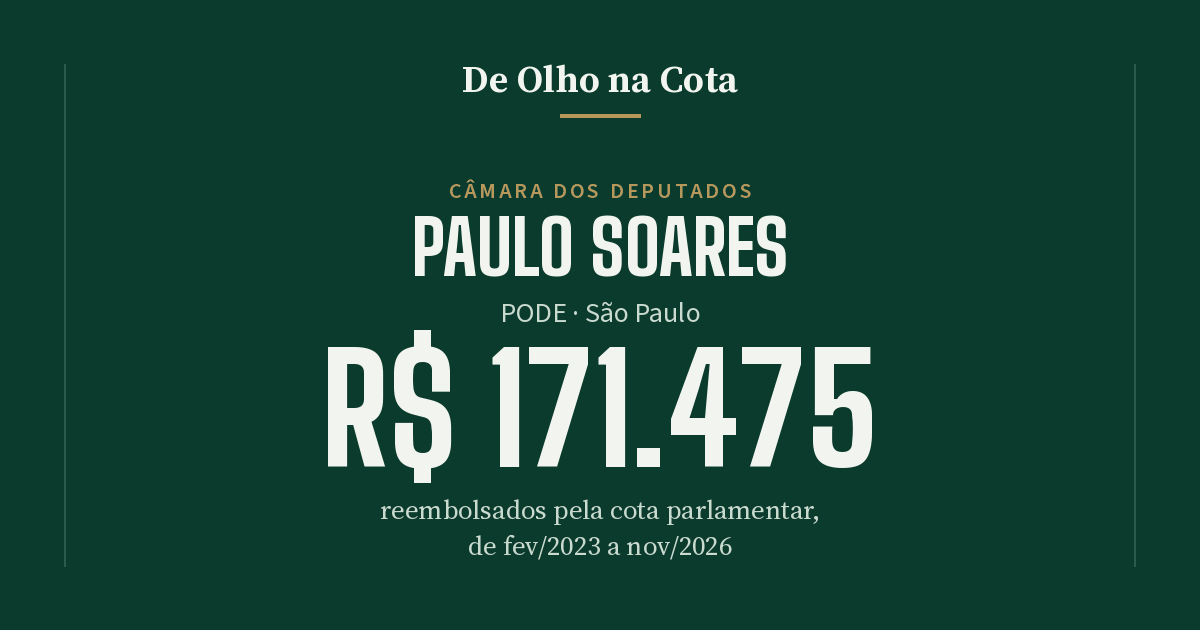 De Olho na Cota
CÂMARA DOS DEPUTADOS
PAULO SOARES
PODE · São Paulo
R$ 171.475
reembolsados pela cota parlamentar,
de fev/2023 a nov/2026